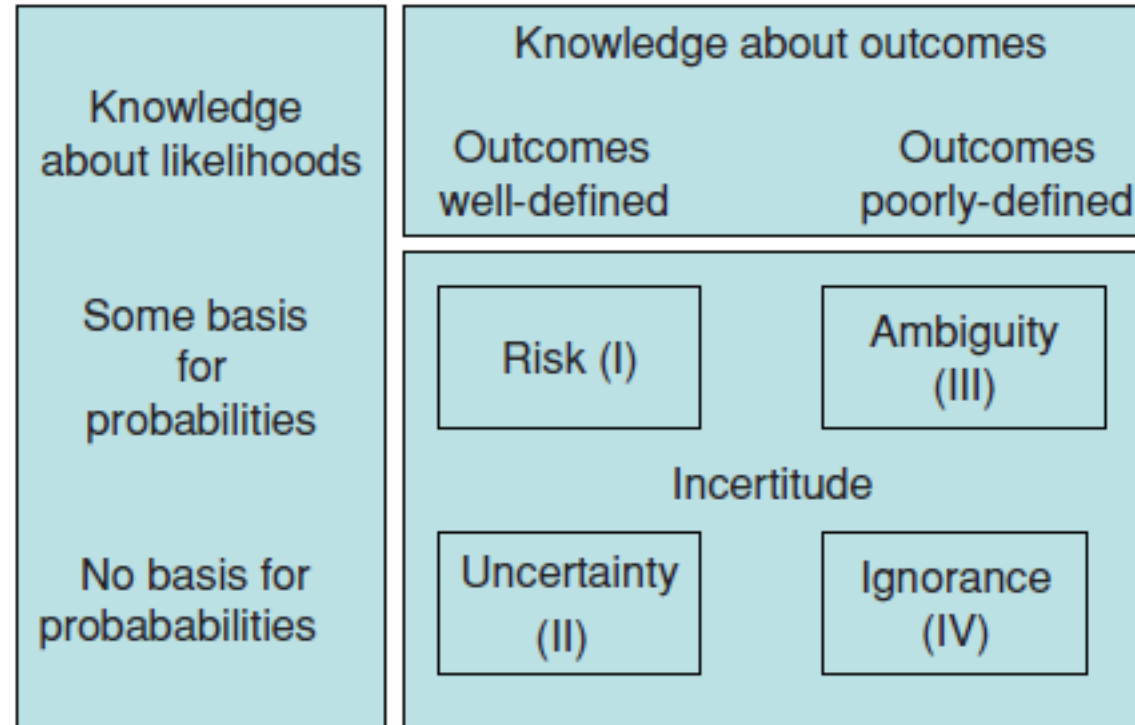 Knowledge
about likelihoods
Some basis
for
probabilities
No basis for
probababilities
Knowledge about outcomes
Outcomes
well-defined
Outcomes
poorly-defined
Risk (I)
Ambiguity
(III)
Incertitude
Uncertainty
(II)
Ignorance
(IV)